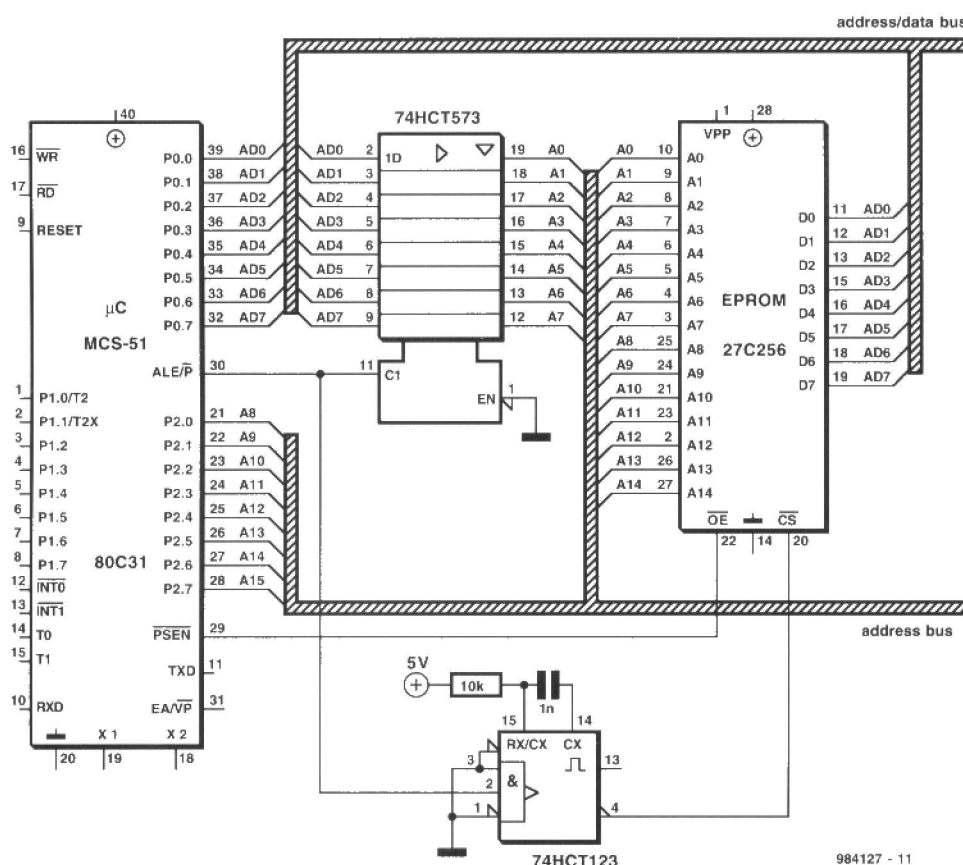 address/data bus
40
16 WR
17 RD
9 RESET
µC
MCS-51
80C31
P0.0 39 AD0
P0.1 38 AD1
P0.2 37 AD2
P0.3 36 AD3
P0.4 35 AD4
P0.5 34 AD5
P0.6 33 AD6
P0.7 32 AD7
ALE/P 30
1 P1.0/T2
2 P1.1/T2X
3 P1.2
4 P1.3
5 P1.4
6 P1.5
7 P1.6
8 P1.7
12 INT0
13 INT1
14 T0
15 T1
10 RXD
P2.0 21 A8
P2.1 22 A9
P2.2 23 A10
P2.3 24 A11
P2.4 25 A12
P2.5 26 A13
P2.6 27 A14
P2.7 28 A15
PSEN 29
TXD 11
EA/VP 31
X 1 X 2
20 19 18
74HCT573
AD0 2 1D 19 A0
AD1 3 18 A1
AD2 4 17 A2
AD3 5 16 A3
AD4 6 15 A4
AD5 7 14 A5
AD6 8 13 A6
AD7 9 12 A7
11 C1
EN 1
1 28
VPP
EPROM
27C256
A0 10 A0
A1 9 A1
A2 8 A2
A3 7 A3
A4 6 A4
A5 5 A5
A6 4 A6
A7 3 A7
A8 25 A8
A9 24 A9
A10 21 A10
A11 23 A11
A12 2 A12
A13 26 A13
A14 27 A14
D0 11 AD0
D1 12 AD1
D2 13 AD2
D3 15 AD3
D4 16 AD4
D5 17 AD5
D6 18 AD6
D7 19 AD7
OE CS
22 14 20
address bus
5V
10k
1n
15 14
RX/CX CX
3
2
1
&
13
4
74HCT123
984127 - 11